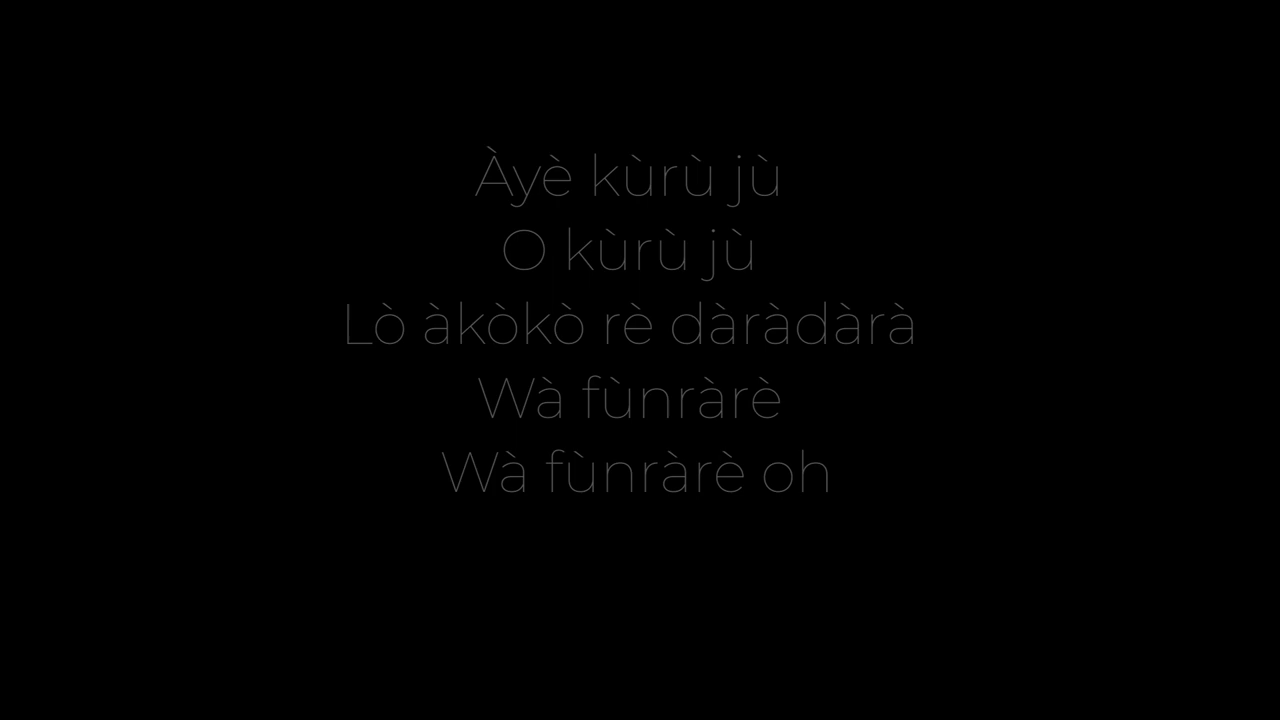 Àyè kùrù jù
O kùrù jù
Lò àkòkò rè dàràdàrà
Wà fùnràrè
Wà fùnràrè oh